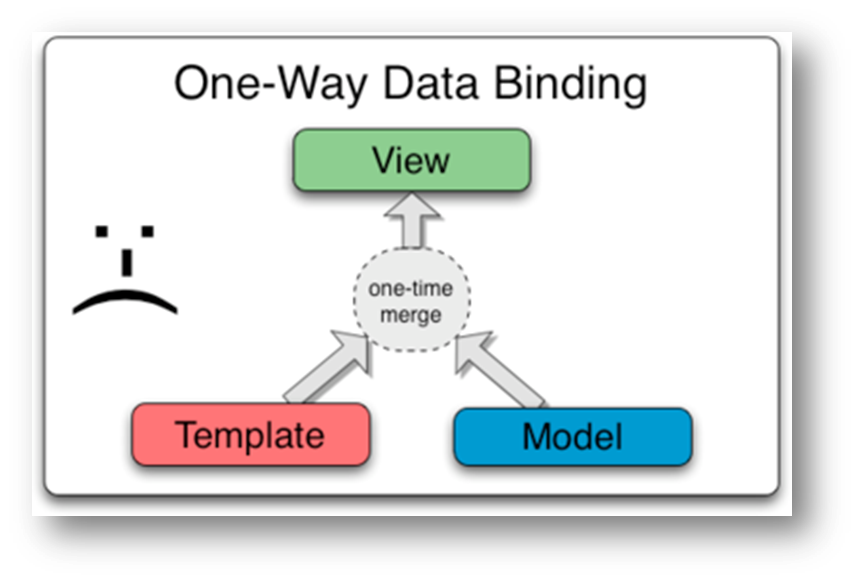 One-Way Data Binding
View
one-time
merge
Template
Model